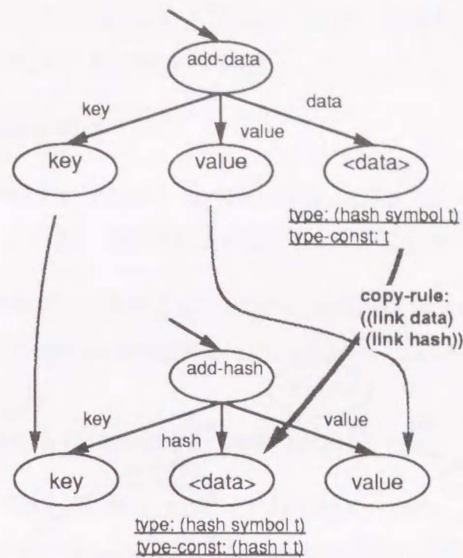 add-data
key
value
data
key
value
<data>
type: (hash symbol t)
type-const: t
copy-rule:
((link data)
(link hash))
add-hash
key
hash
value
key
<data>
value
type: (hash symbol t)
type-const: (hash t t)